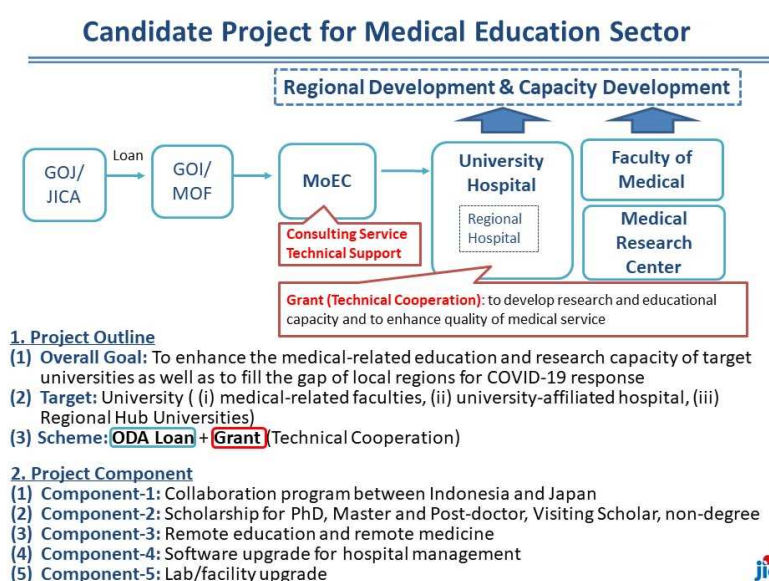 Candidate Project for Medical Education Sector
Regional Development & Capacity Development
GOJ/
JICA
Loan
GOI/
MOF
MoEC
University
Hospital
Regional
Hospital
Faculty of
Medical
Medical
Research
Center
Consulting Service
Technical Support
Grant (Technical Cooperation): to develop research and educational
capacity and to enhance quality of medical service
1. Project Outline
(1) Overall Goal: To enhance the medical-related education and research capacity of target
universities as well as to fill the gap of local regions for COVID-19 response
(2) Target: University ( (i) medical-related faculties, (ii) university-affiliated hospital, (iii)
Regional Hub Universities)
(3) Scheme: ODA Loan + Grant (Technical Cooperation)
2. Project Component
(1) Component-1: Collaboration program between Indonesia and Japan
(2) Component-2: Scholarship for PhD, Master and Post-doctor, Visiting Scholar, non-degree
(3) Component-3: Remote education and remote medicine
(4) Component-4: Software upgrade for hospital management
(5) Component-5: Lab/facility upgrade